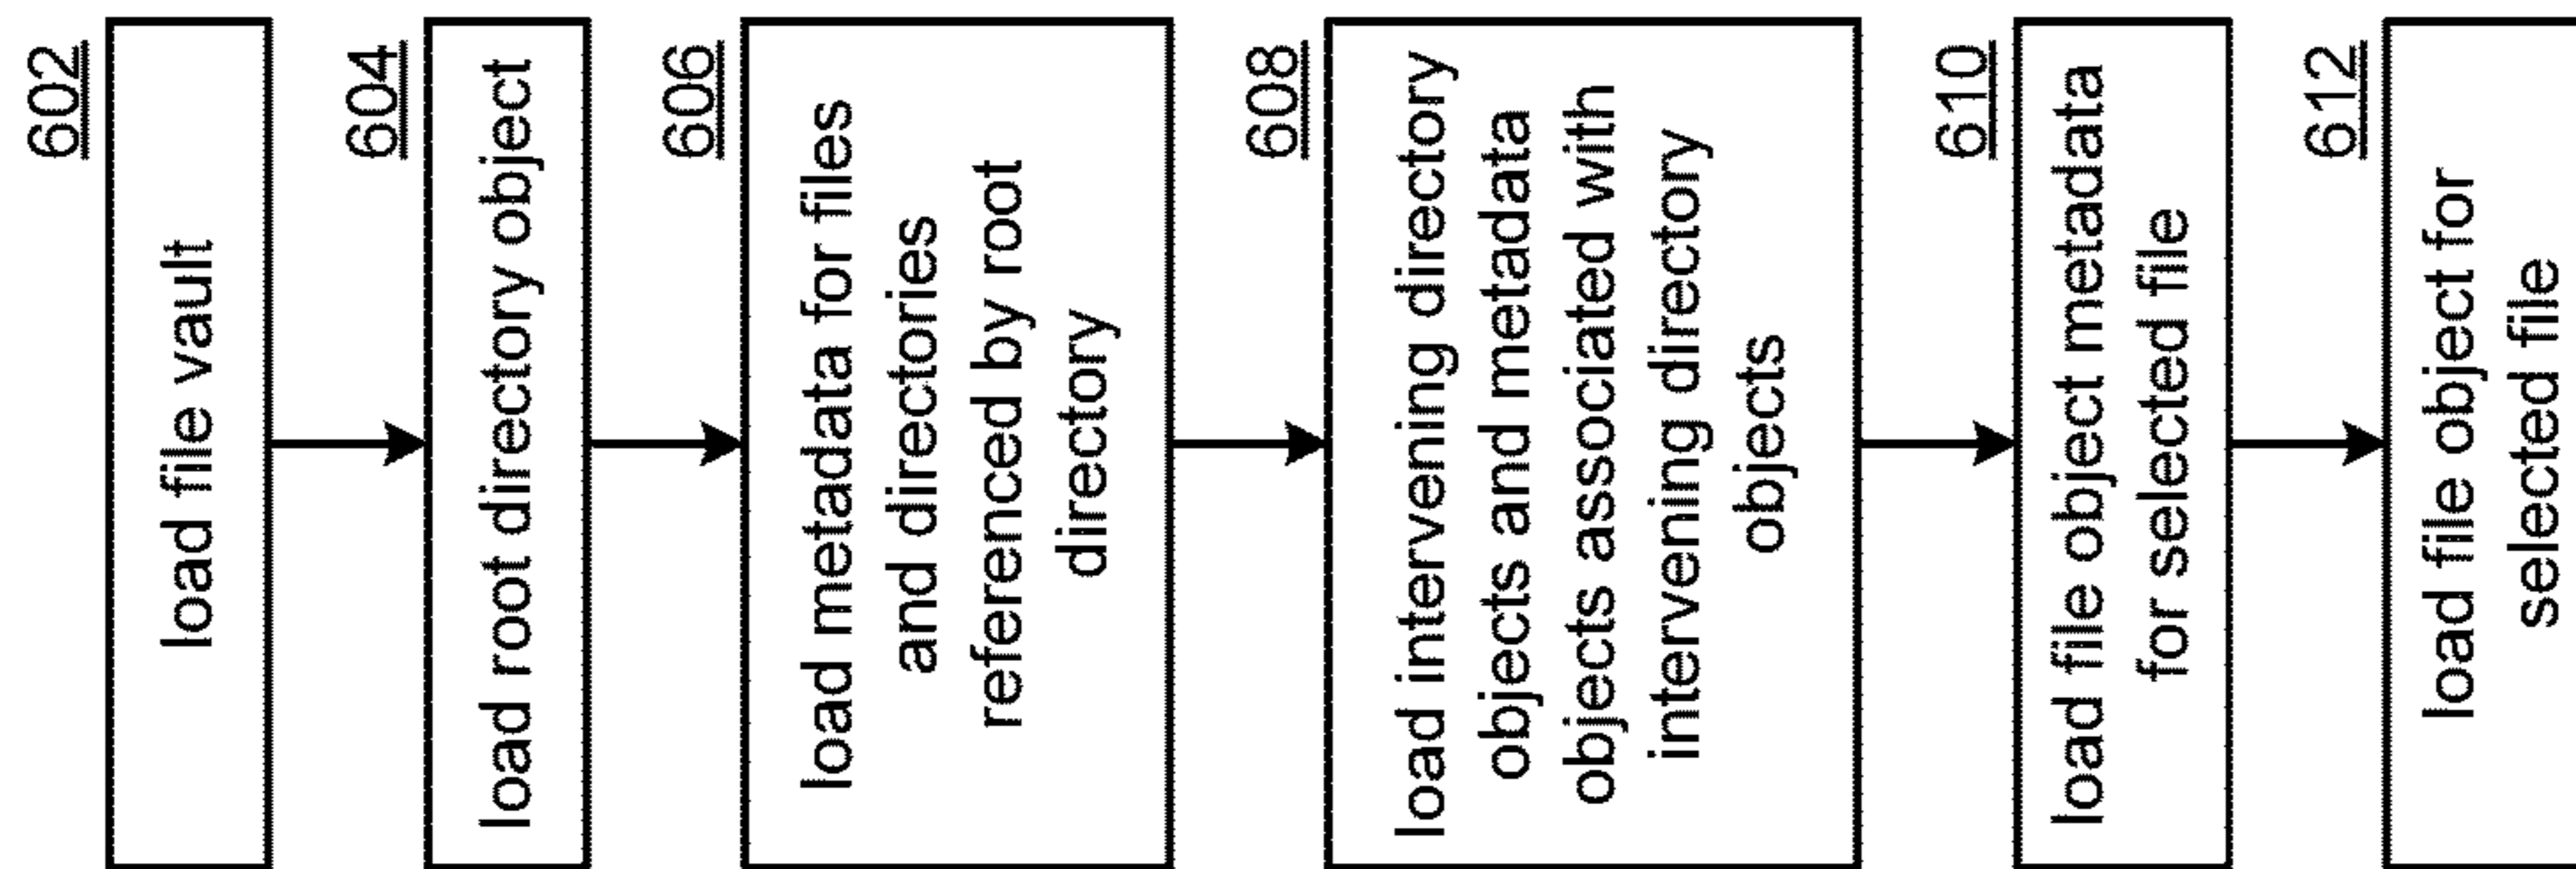 602
load file vault
604
load root directory object
606
load metadata for files
and directories
referenced by root
directory
608
load intervening directory
objects and metadata
objects associated with
intervening directory
objects
610
load file object metadata
for selected file
612
load file object for
selected file